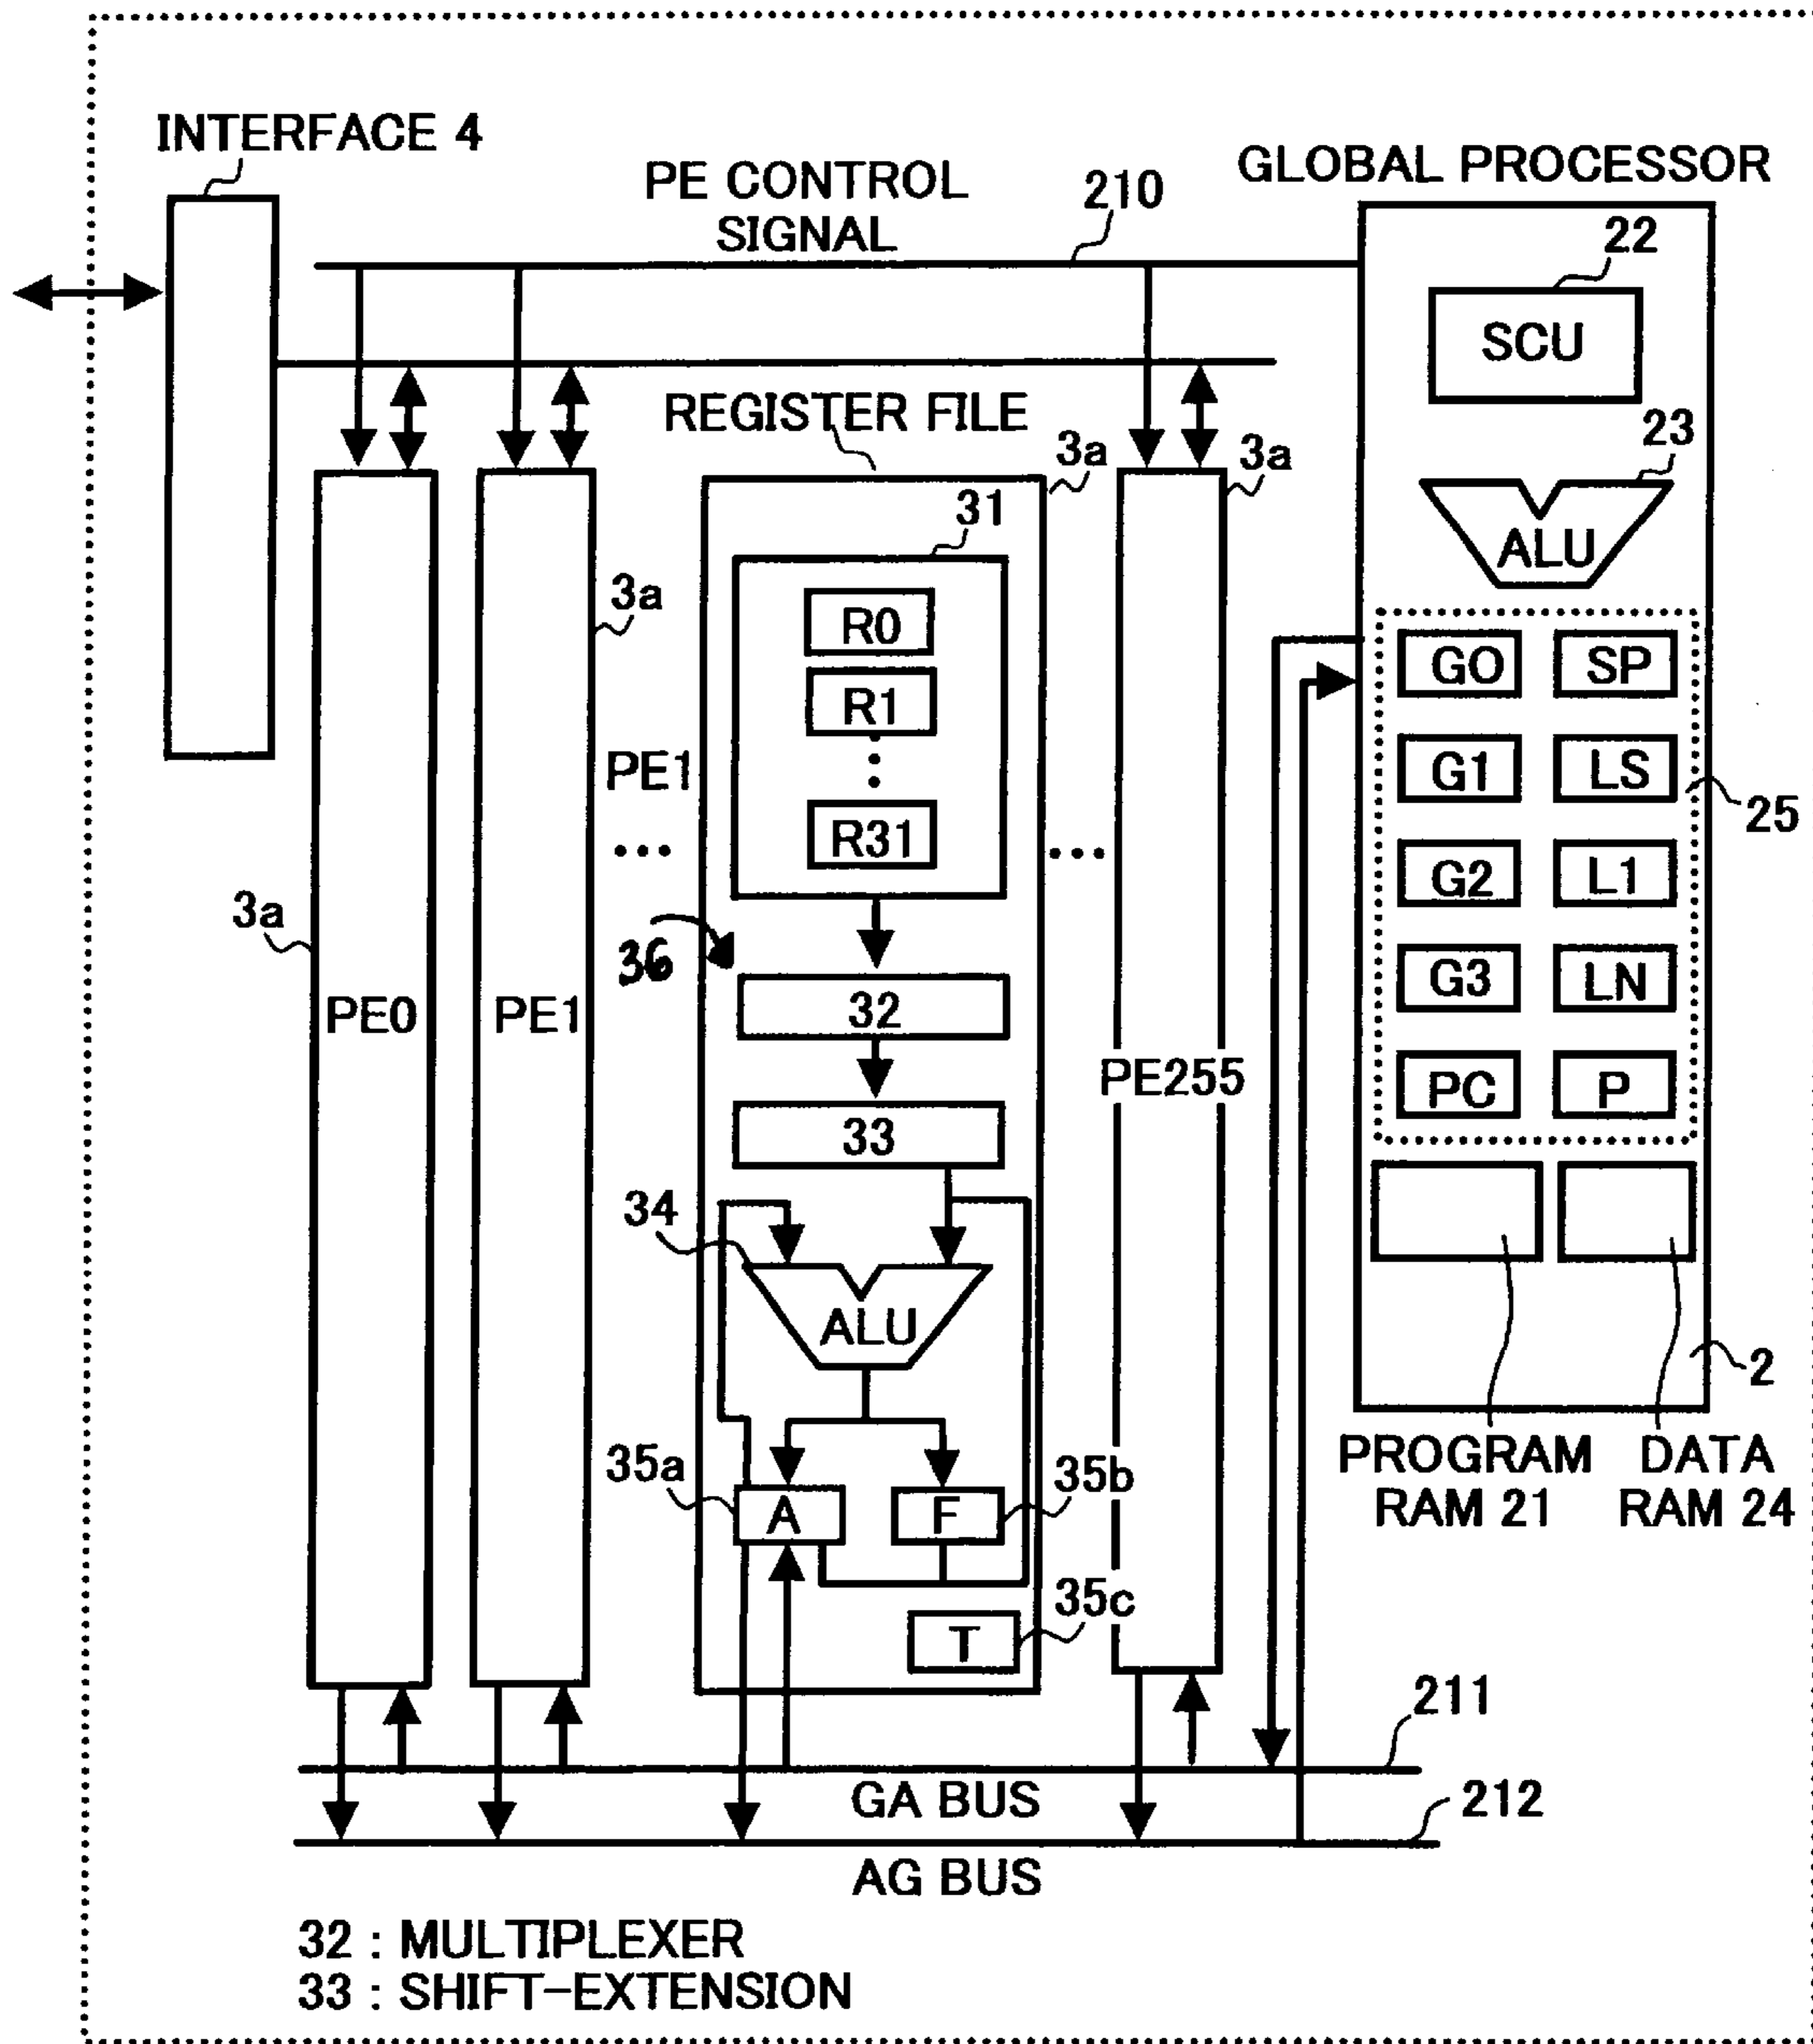 INTERFACE 4
PE CONTROL
SIGNAL
210
GLOBAL PROCESSOR
22
SCU
23
ALU
REGISTER FILE
3a
3a
31
R0
R1
R31
3a
PE1
...
...
36
3a
PE0
PE1
32
33
PE255
34
ALU
35a
A
F
35b
35c
T
GO
SP
G1
LS
25
G2
L1
G3
LN
PC
P
2
PROGRAM
RAM 21
DATA
RAM 24
211
GA BUS
212
AG BUS
32 : MULTIPLEXER
33 : SHIFT-EXTENSION